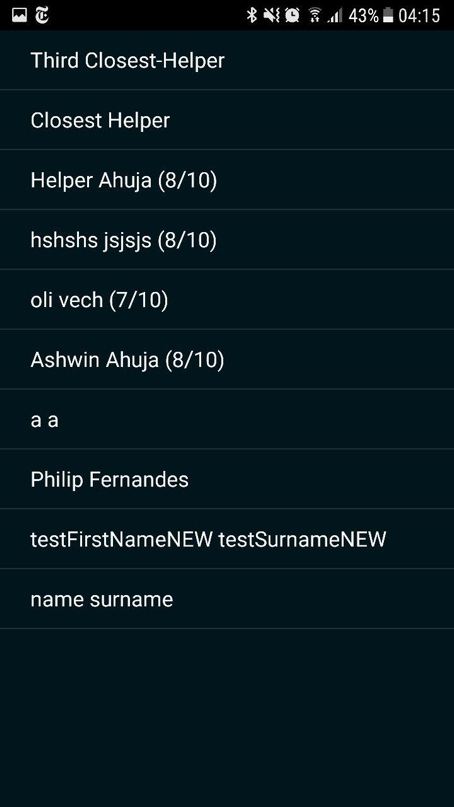 43% 04:15
Third Closest-Helper
Closest Helper
Helper Ahuja (8/10)
hshshs jsjsjs (8/10)
oli vech (7/10)
Ashwin Ahuja (8/10)
a a
Philip Fernandes
testFirstNameNEW testSurnameNEW
name surname